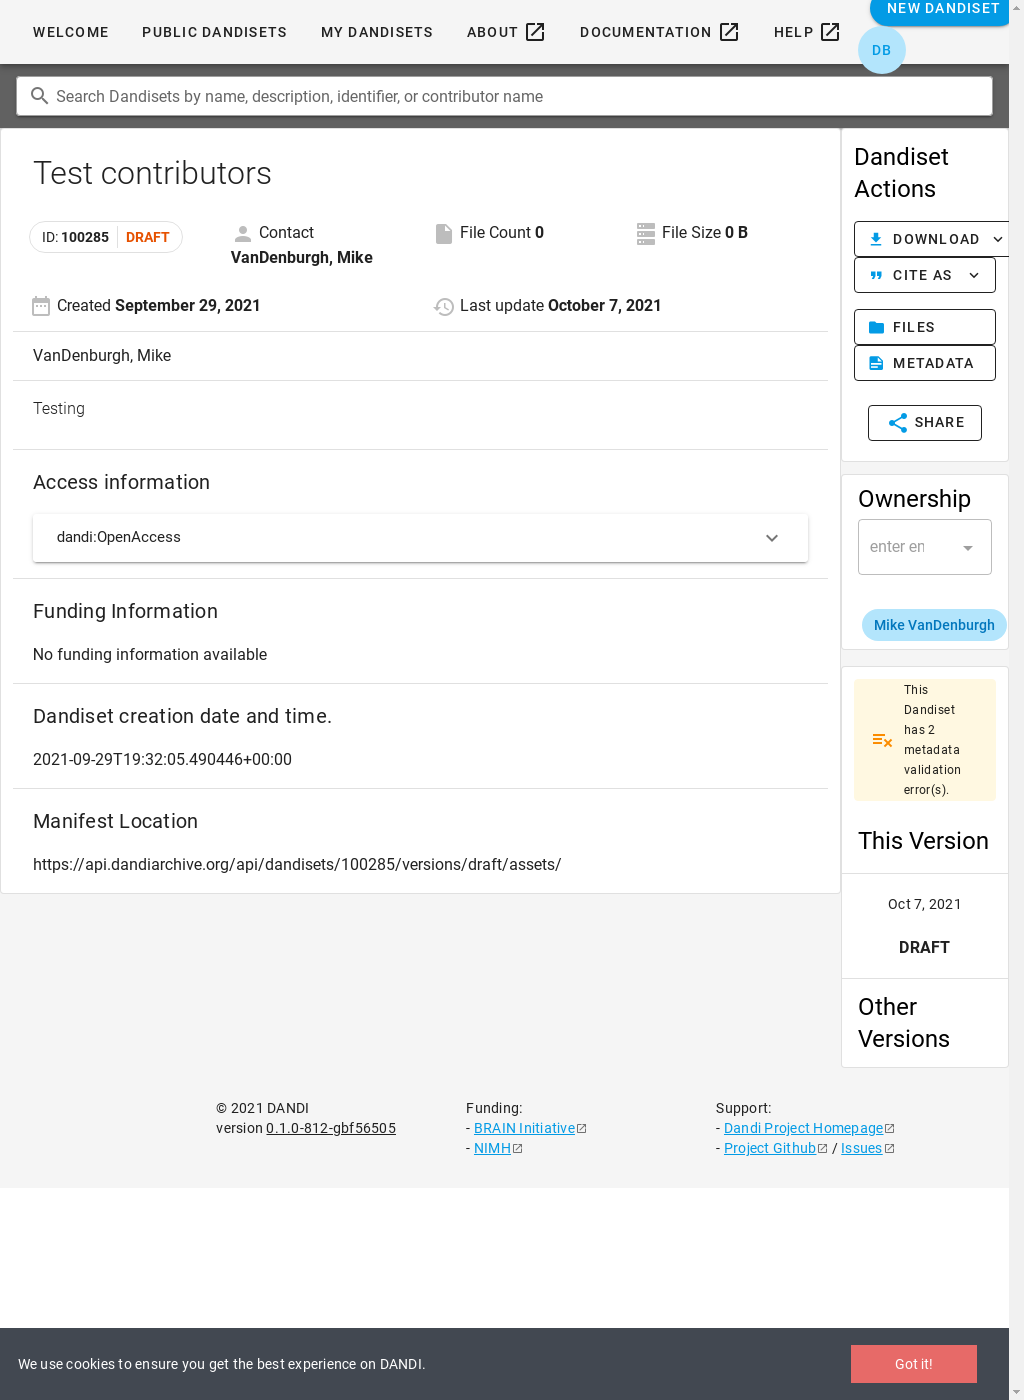 WELCOME PUBLIC DANDISETS MY DANDISETS ABOUT DOCUMENTATION HELP
NEW DANDISET
DB
Search Dandisets by name, description, identifier, or contributor name
Test contributors
ID: 100285 DRAFT
Contact
VanDenburgh, Mike
File Count 0
File Size 0 B
Created September 29, 2021
Last update October 7, 2021
VanDenburgh, Mike
Testing
Access information
dandi:OpenAccess
Funding Information
No funding information available
Dandiset creation date and time.
2021-09-29T19:32:05.490446+00:00
Manifest Location
https://api.dandiarchive.org/api/dandisets/100285/versions/draft/assets/
Dandiset
Actions
DOWNLOAD
CITE AS
FILES
METADATA
SHARE
Ownership
enter en
Mike VanDenburgh
This
Dandiset
has 2
metadata
validation
error(s).
This Version
Oct 7, 2021
DRAFT
Other
Versions
© 2021 DANDI
version 0.1.0-812-gbf56505
Funding:
- BRAIN Initiative
- NIMH
Support:
- Dandi Project Homepage
- Project Github / Issues
We use cookies to ensure you get the best experience on DANDI.
Got it!